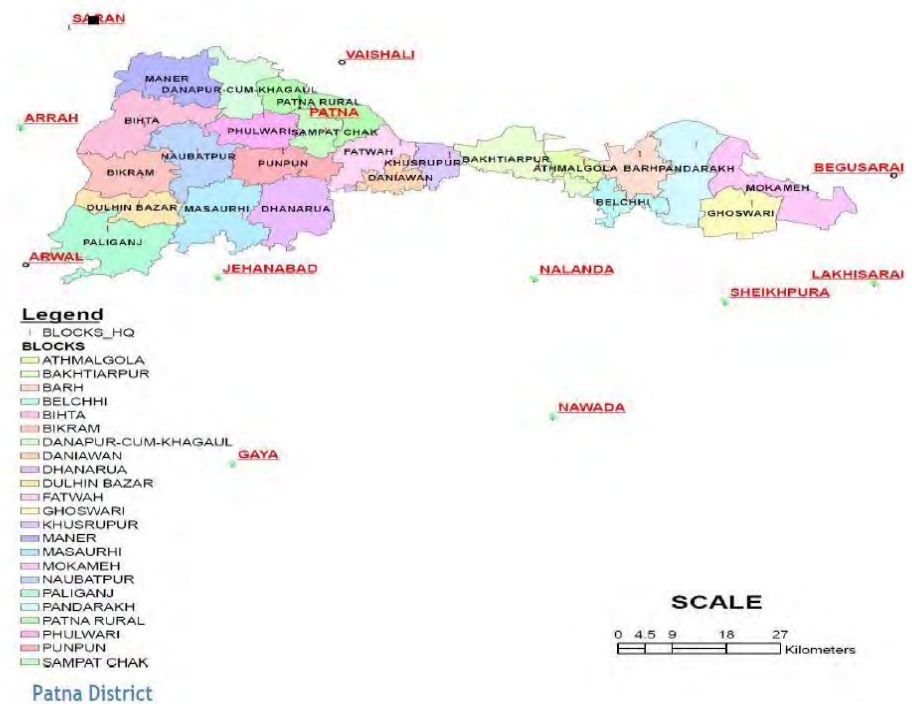 SARAN
VAISHALI
MANER
DANAPUR-CUM-KHAGAUL
PATNA RURAL
PATNA
ARRAH
BIHTA
PHULWARI
SAMPAT CHAK
FATWAH
NAUBATPUR
PUNPUN
KHUSRUPUR
BAKHTIARPUR
ATHMALGOLA
BARH
PANDARAKH
BEGUSARAI
BIKRAM
DANIAWAN
MOKAMEH
DULHIN BAZAR
MASAURHI
DHANARUA
BELCHHI
GHOSWARI
PALIGANJ
ARWAL
JEHANABAD
NALANDA
LAKHISARAI
SHEIKHPURA
Legend
BLOCKS_HQ
BLOCKS
ATHMALGOLA
BAKHTIARPUR
BARH
BELCHHI
BIHTA
BIKRAM
DANAPUR-CUM-KHAGAUL
DANIAWAN
DHANARUA
DULHIN BAZAR
FATWAH
GHOSWARI
KHUSRUPUR
MANER
MASAURHI
MOKAMEH
NAUBATPUR
PALIGANJ
PANDARAKH
PATNA RURAL
PHULWARI
PUNPUN
SAMPAT CHAK
NAWADA
GAYA
SCALE
0 4.5 9 18 27
Kilometers
Patna District